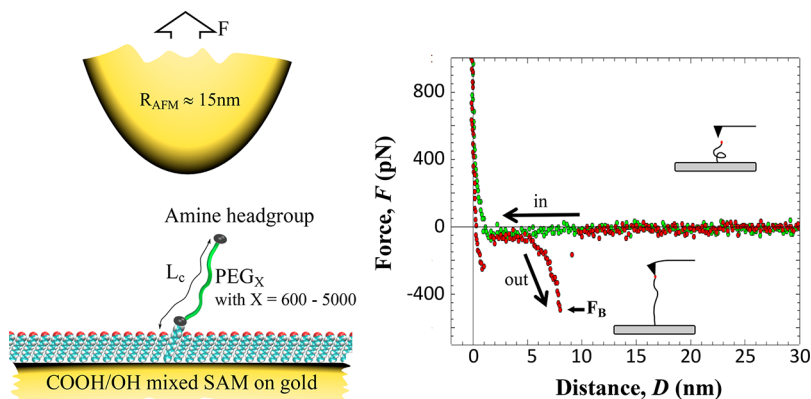 F
R_AFM ≈ 15nm
Amine headgroup
L_c
PEG_X
with X = 600 - 5000
COOH/OH mixed SAM on gold
Force, F (pN)
800
400
0
-400
in
out
F_B
0 5 10 15 20 25 30
Distance, D (nm)